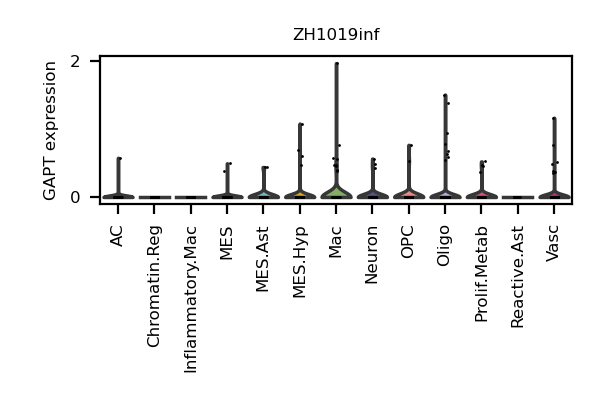 ZH1019inf
GAPT expression
2
0
AC
Chromatin.Reg
Inflammatory.Mac
MES
MES.Ast
MES.Hyp
Mac
Neuron
OPC
Oligo
Prolif.Metab
Reactive.Ast
Vasc